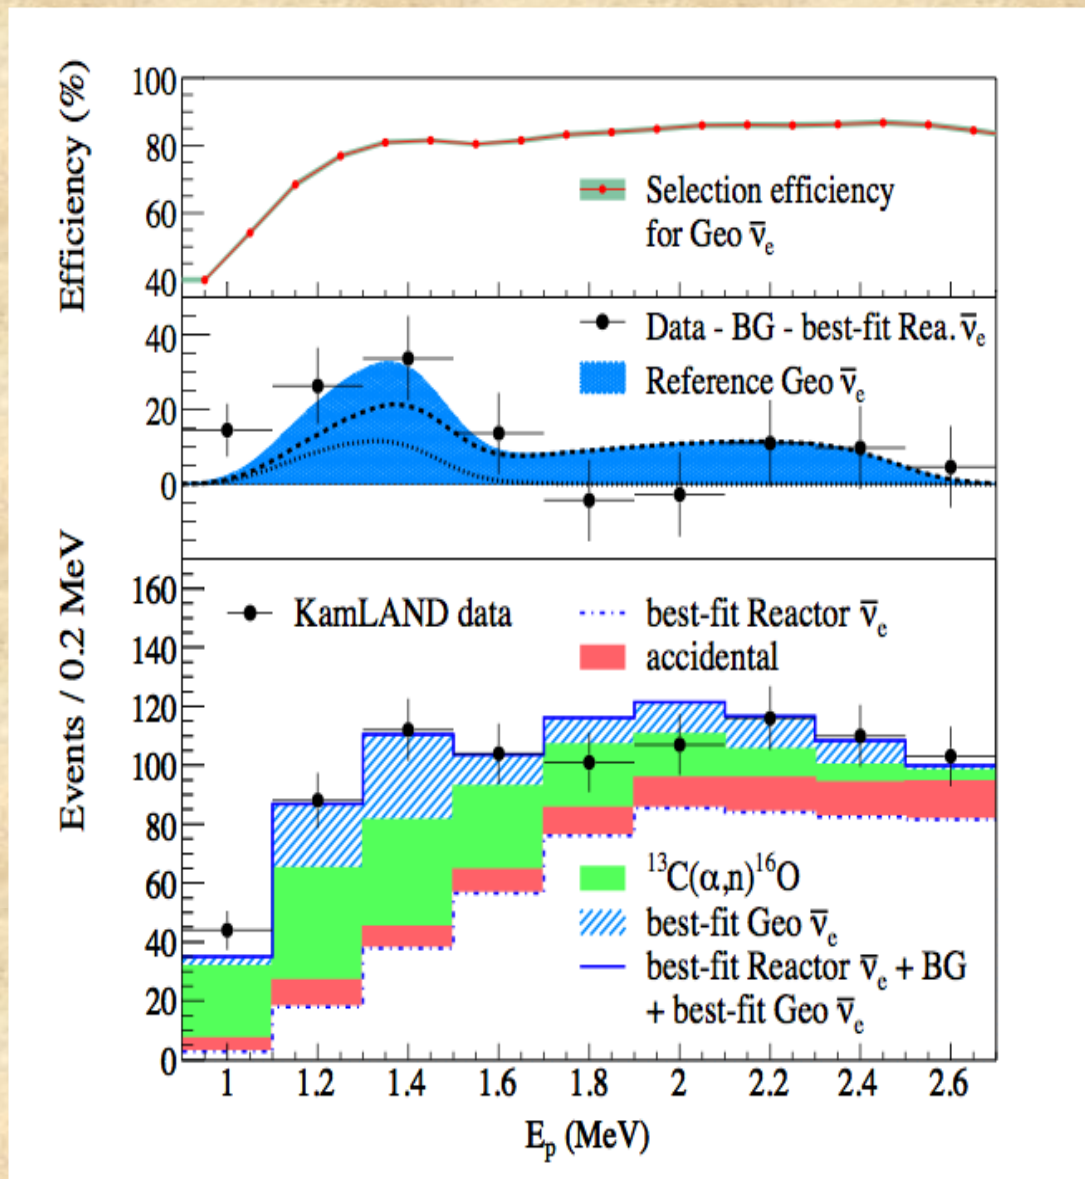 Efficiency (%)
100
80
60
40
Selection efficiency
for Geo ν̅e
40
20
0
Data - BG - best-fit Rea. ν̅e
Reference Geo ν̅e
Events / 0.2 MeV
160
140
120
100
80
60
40
20
0
KamLAND data
best-fit Reactor ν̅e
accidental
¹³C(α,n)¹⁶O
best-fit Geo ν̅e
best-fit Reactor ν̅e + BG
+ best-fit Geo ν̅e
1 1.2 1.4 1.6 1.8 2 2.2 2.4 2.6
Ep (MeV)